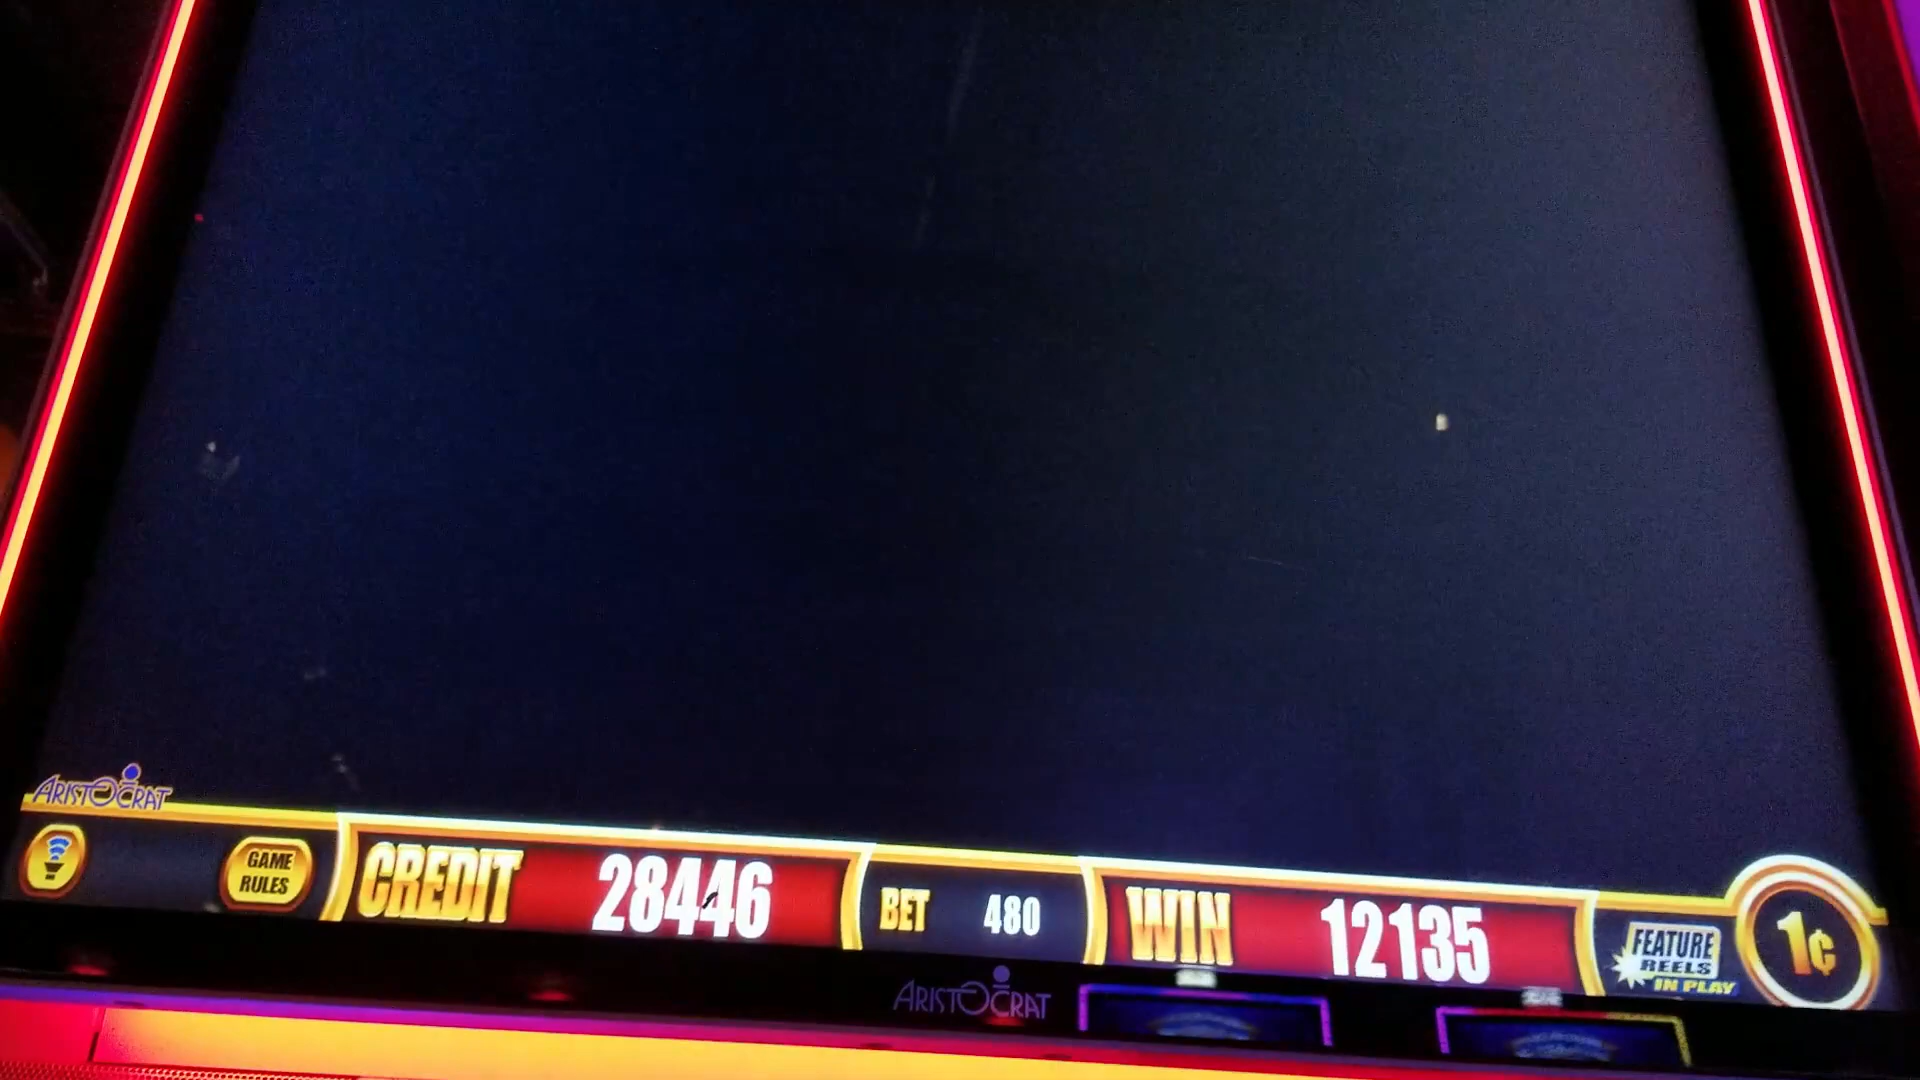 ARISTOCRAT
GAME
RULES
CREDIT 28446
BET 480
WIN 12135
FEATURE
REELS
IN PLAY
1¢
ARISTOCRAT